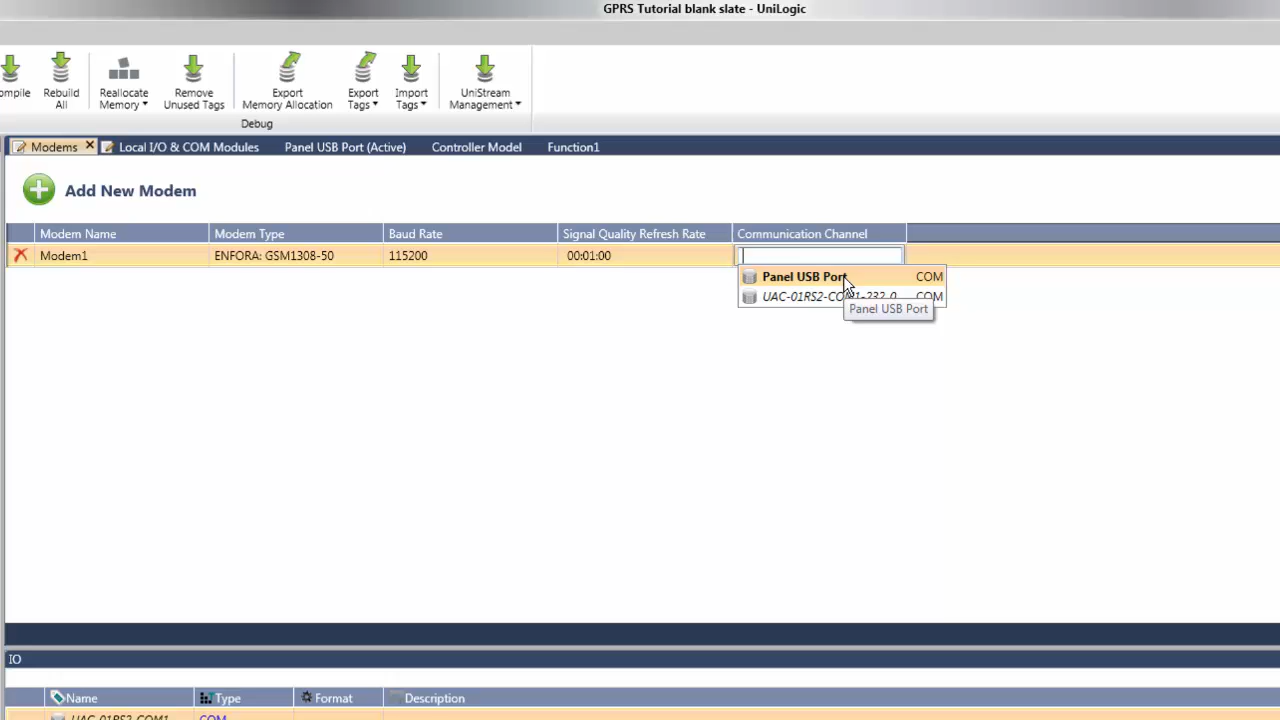 GPRS Tutorial blank slate - UniLogic
Rebuild All
Reallocate Memory
Remove Unused Tags
Export Memory Allocation
Export Tags
Import Tags
UniStream Management
Debug
Modems
Local I/O & COM Modules
Panel USB Port (Active)
Controller Model
Function1
Add New Modem
Modem Name Modem Type Baud Rate Signal Quality Refresh Rate Communication Channel
Modem1 ENFORA: GSM1308-50 115200 00:01:00
Panel USB Port COM
UAC-01RS2-COM1-232.0 COM
Panel USB Port
IO
Name Type Format Description
UAC-01RS2-COM1 COM